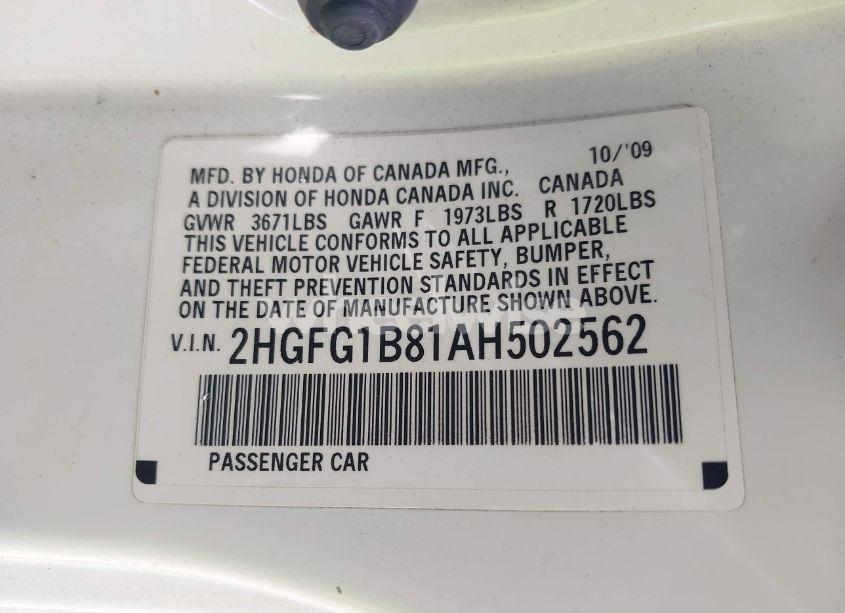 MFD. BY HONDA OF CANADA MFG., 10/'09
A DIVISION OF HONDA CANADA INC. CANADA
GVWR 3671LBS GAWR F 1973LBS R 1720LBS
THIS VEHICLE CONFORMS TO ALL APPLICABLE
FEDERAL MOTOR VEHICLE SAFETY, BUMPER,
AND THEFT PREVENTION STANDARDS IN EFFECT
ON THE DATE OF MANUFACTURE SHOWN ABOVE.
V.I.N. 2HGFG1B81AH502562
PASSENGER CAR